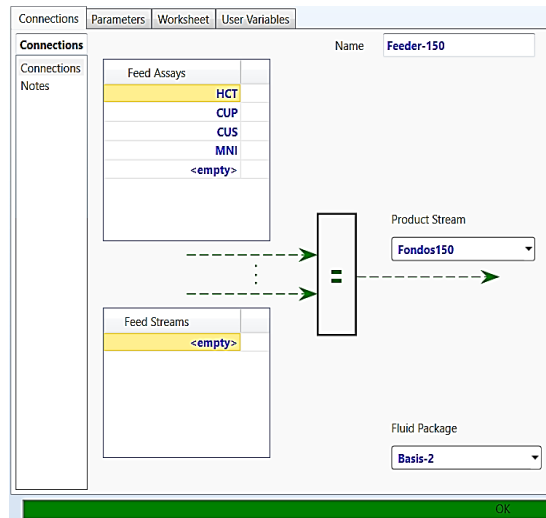 Connections Parameters Worksheet User Variables
Connections
Connections
Notes
Name Feeder-150
Feed Assays
HCT
CUP
CUS
MNI
<empty>
Product Stream
Fondos150
=
Feed Streams
<empty>
Fluid Package
Basis-2
OK